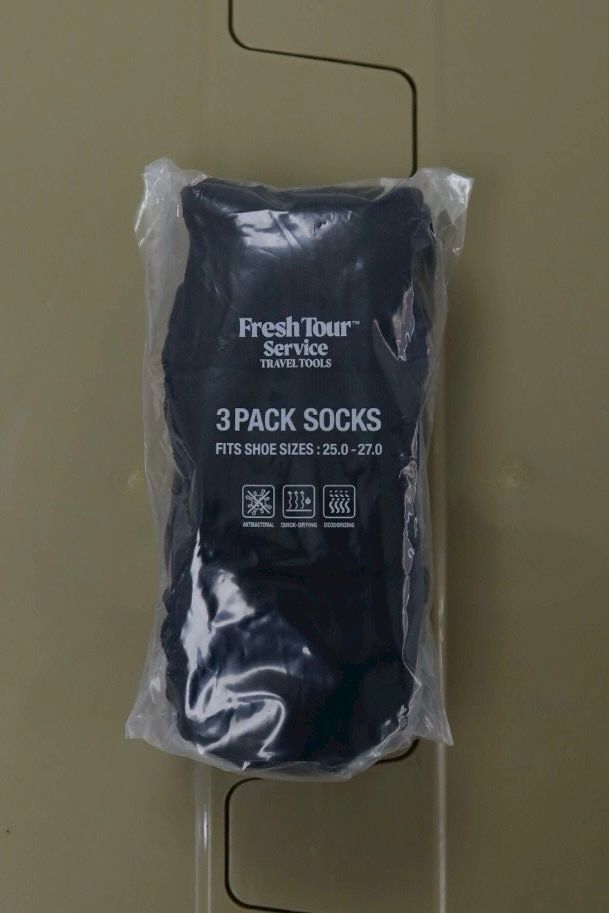 Fresh Tour™
Service
TRAVEL TOOLS
3 PACK SOCKS
FITS SHOE SIZES : 25.0 - 27.0
ANTIBACTERIAL QUICK-DRYING DEODORIZING